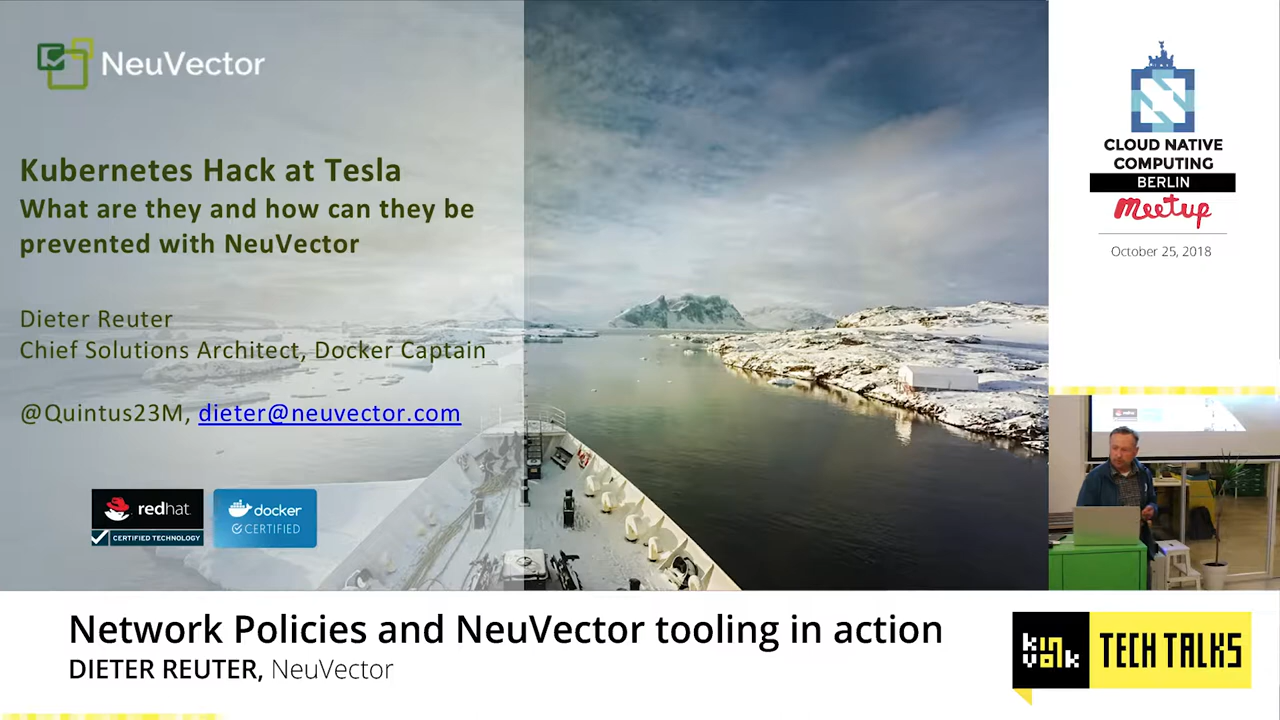 NeuVector
Kubernetes Hack at Tesla
What are they and how can they be
prevented with NeuVector
Dieter Reuter
Chief Solutions Architect, Docker Captain
@Quintus23M, dieter@neuvector.com
redhat
CERTIFIED TECHNOLOGY
docker
CERTIFIED
CLOUD NATIVE
COMPUTING
BERLIN
meetup
October 25, 2018
Network Policies and NeuVector tooling in action
DIETER REUTER, NeuVector
kinvolk
TECH TALKS